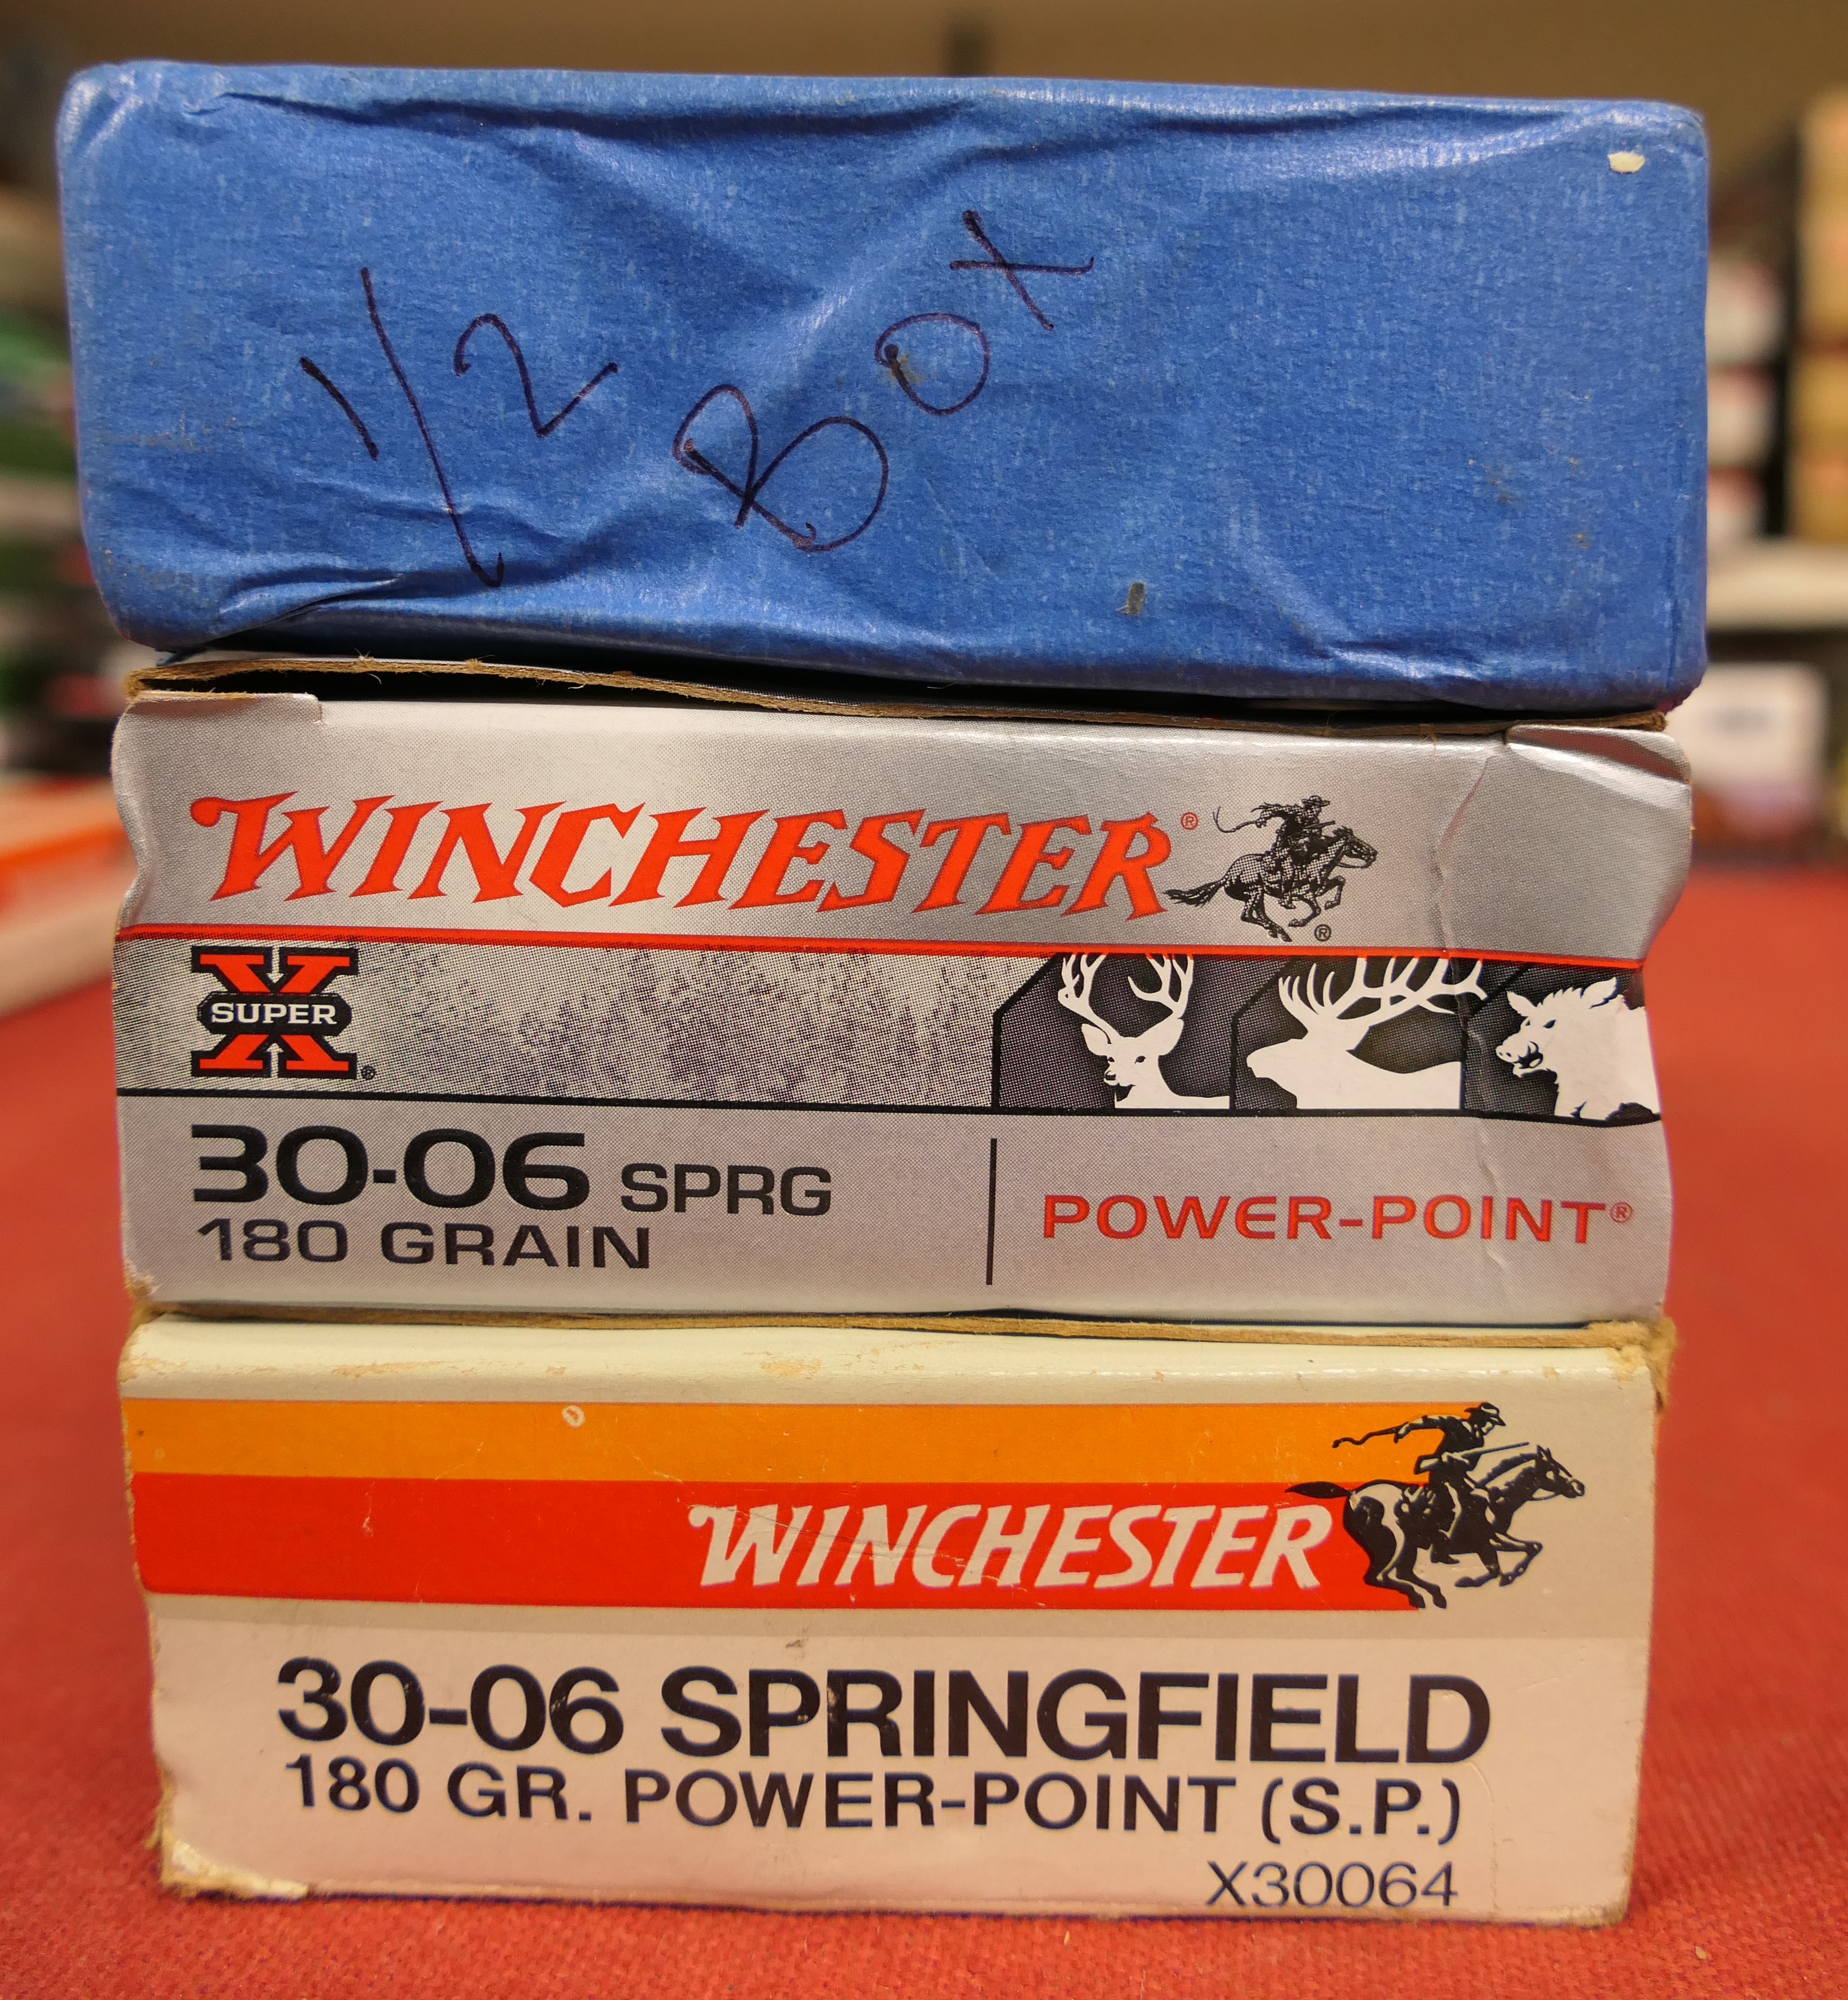 1/2 BOX
WINCHESTER®
®
SUPER X®
30-06 SPRG
180 GRAIN
POWER-POINT®
WINCHESTER
30-06 SPRINGFIELD
180 GR. POWER-POINT (S.P.)
X30064